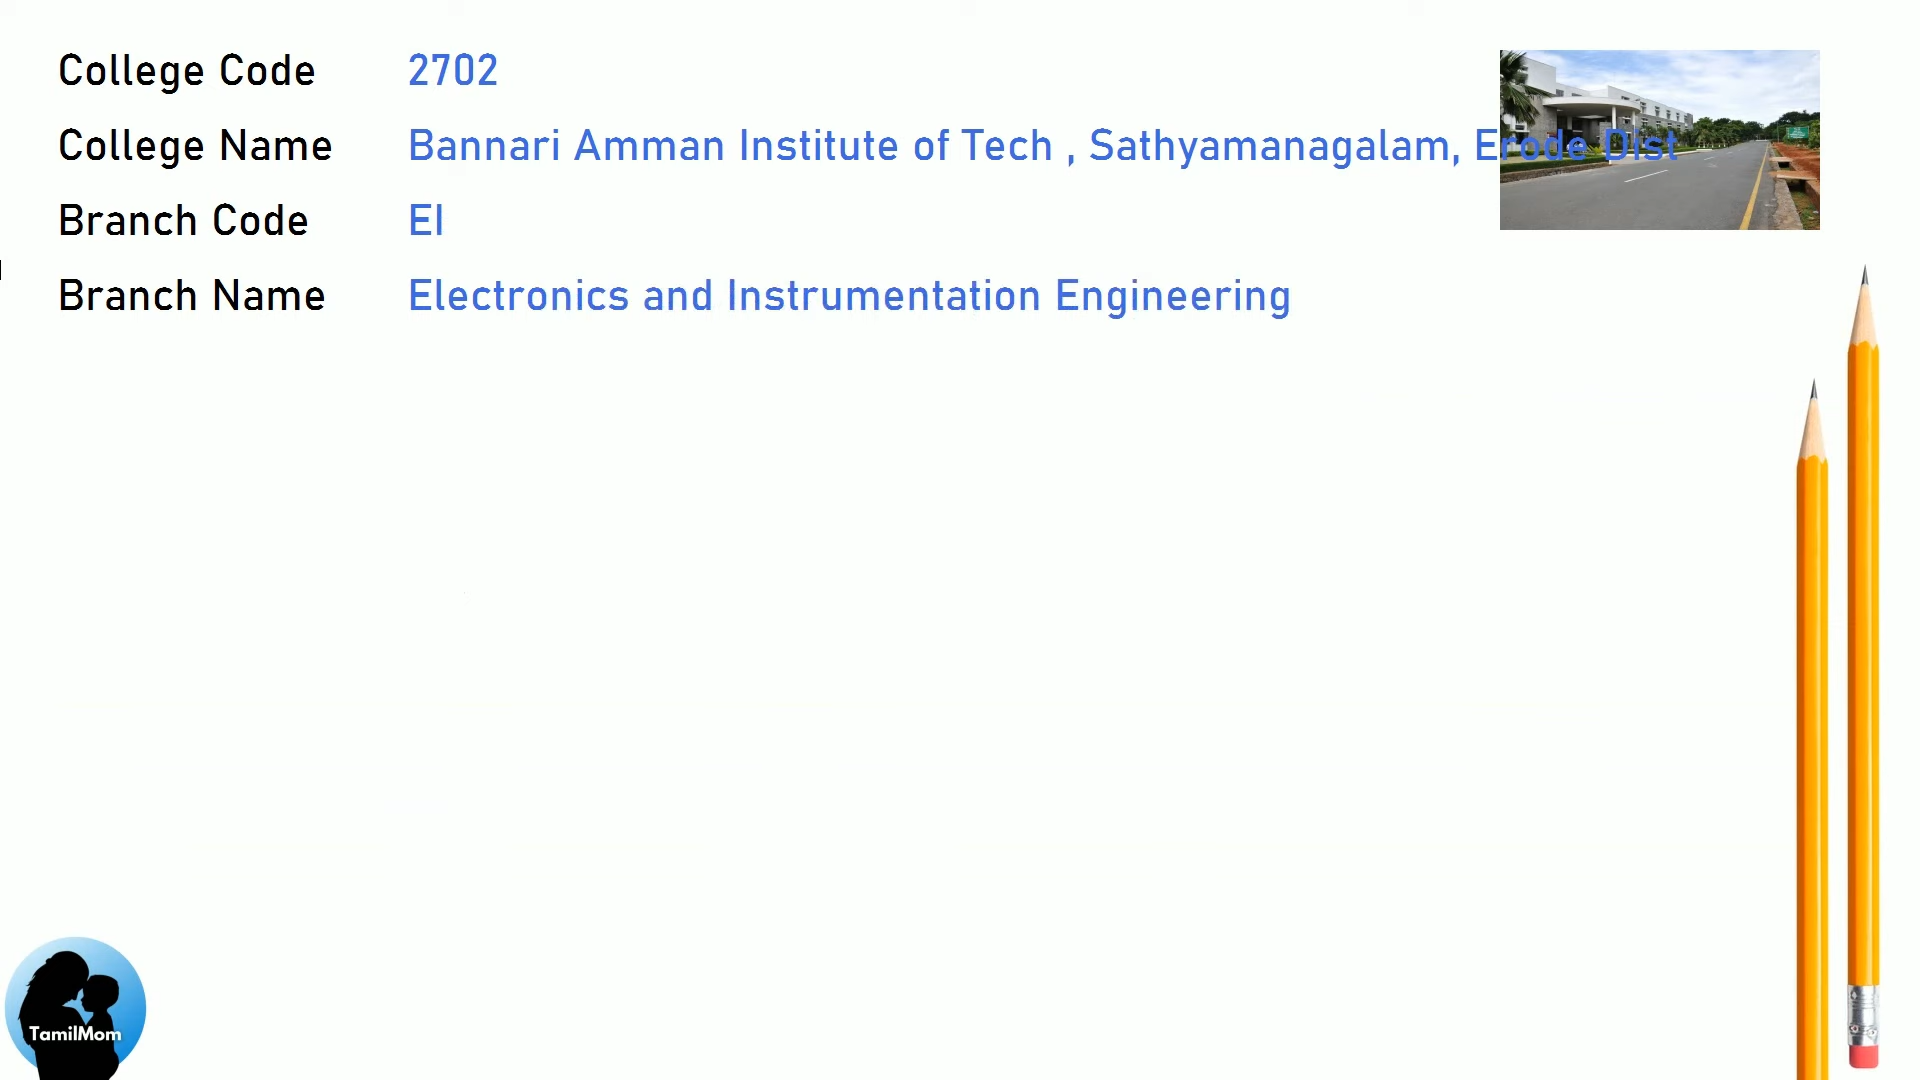 College Code 2702
College Name Bannari Amman Institute of Tech , Sathyamanagalam, Erode Dist
Branch Code EI
Branch Name Electronics and Instrumentation Engineering
TamilMom